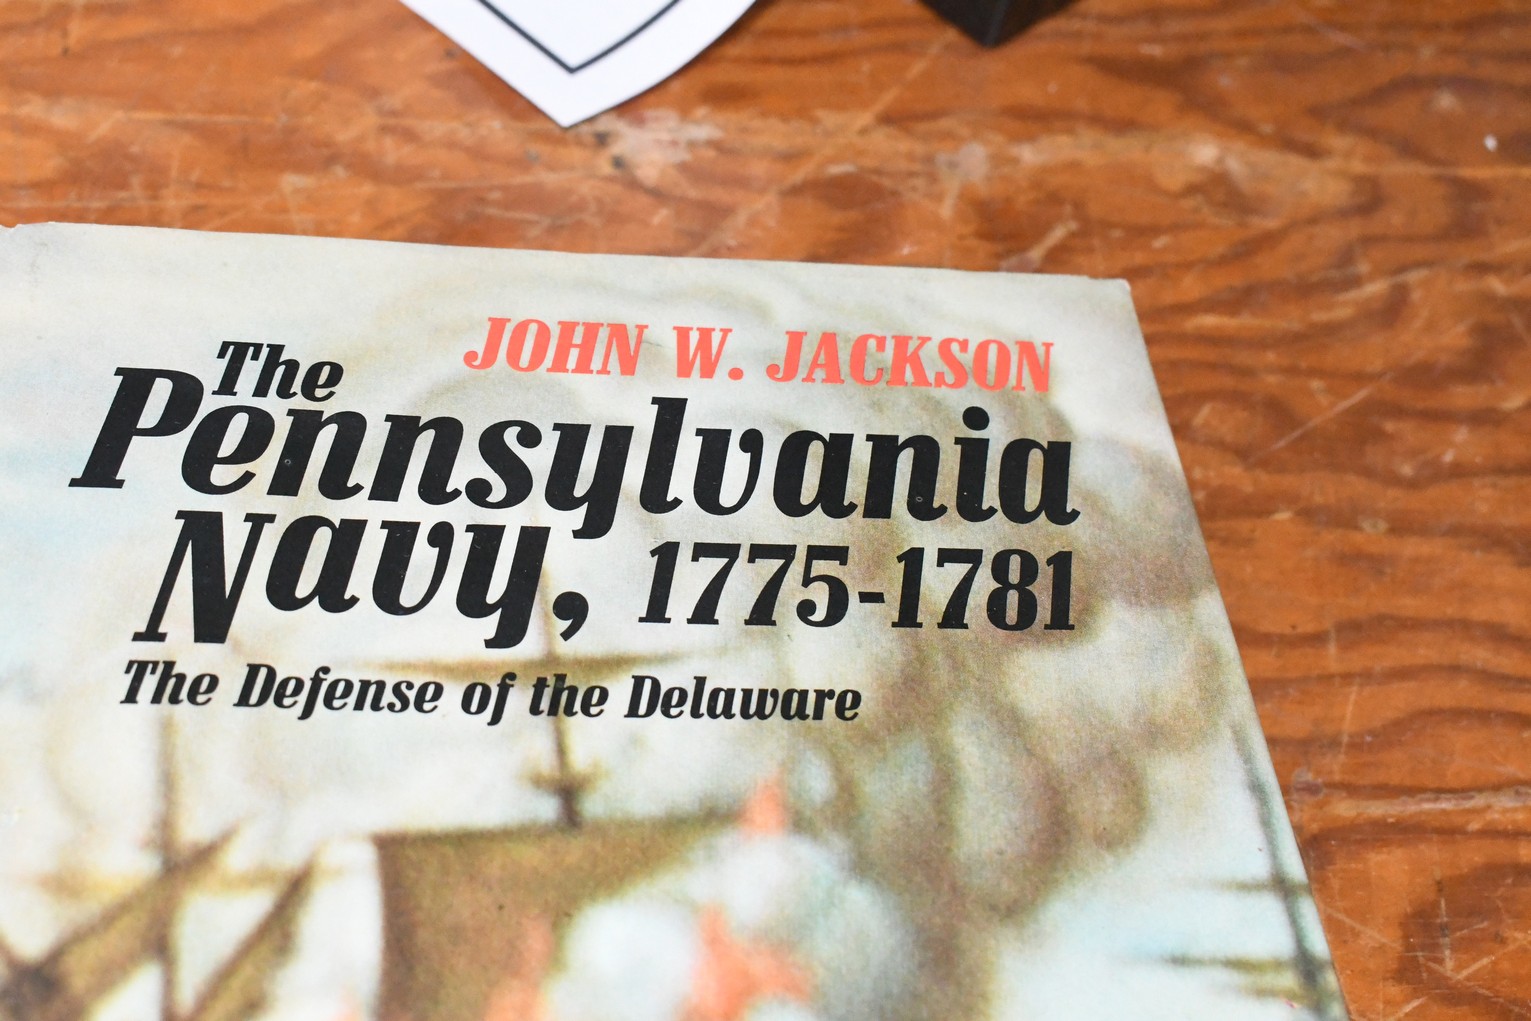 JOHN W. JACKSON
The
Pennsylvania
Navy, 1775-1781
The Defense of the Delaware